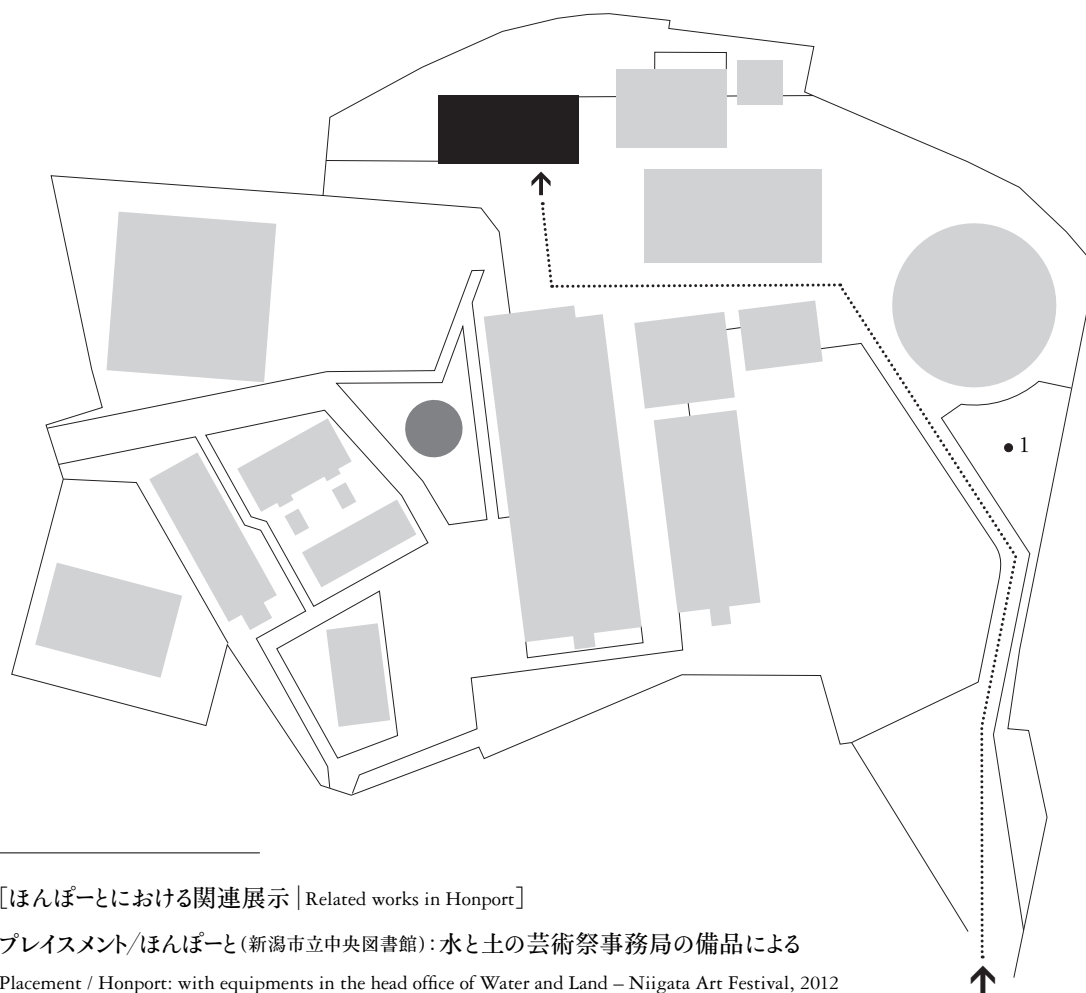 1
[ほんぽーとにおける関連展示 | Related works in Honport]
プレイスメント/ほんぽーと(新潟市立中央図書館):水と土の芸術祭事務局の備品による
Placement / Honport: with equipments in the head office of Water and Land – Niigata Art Festival, 2012